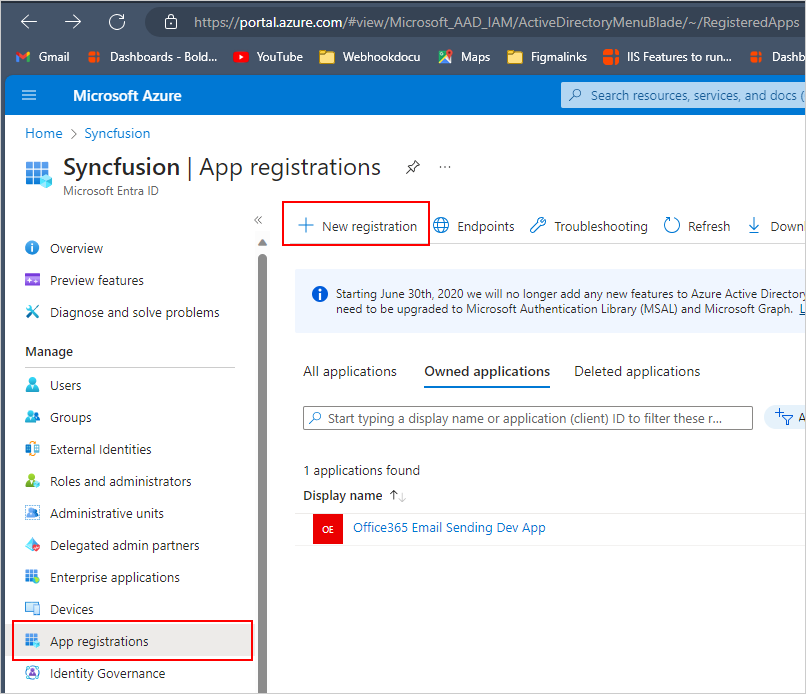 https://portal.azure.com/#view/Microsoft_AAD_IAM/ActiveDirectoryMenuBlade/~/RegisteredApps
Gmail Dashboards - Bold... YouTube Webhookdocu Maps Figmalinks IIS Features to run... Dashb
Microsoft Azure Search resources, services, and docs (
Home > Syncfusion
Syncfusion | App registrations ...
Microsoft Entra ID
«
+ New registration Endpoints Troubleshooting Refresh Down
Overview
Preview features
Diagnose and solve problems
Manage
Users
Groups
External Identities
Roles and administrators
Administrative units
Delegated admin partners
Enterprise applications
Devices
App registrations
Identity Governance
Starting June 30th, 2020 we will no longer add any new features to Azure Active Directory
need to be upgraded to Microsoft Authentication Library (MSAL) and Microsoft Graph. L
All applications Owned applications Deleted applications
Start typing a display name or application (client) ID to filter these r... A
1 applications found
Display name ↑↓
OE Office365 Email Sending Dev App